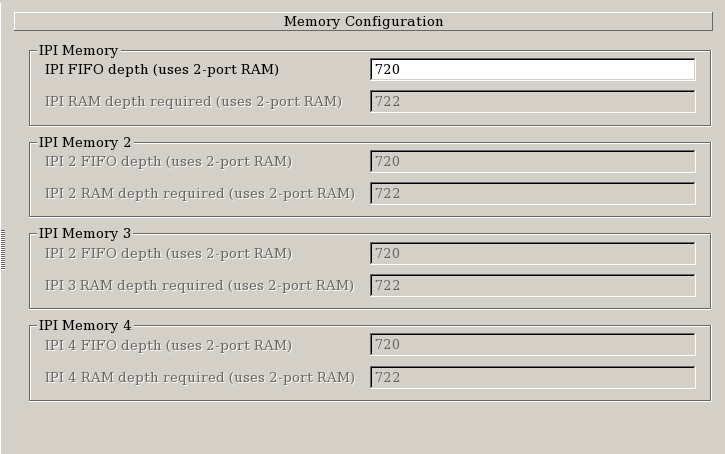 Memory Configuration
IPI Memory
IPI FIFO depth (uses 2-port RAM) 720
IPI RAM depth required (uses 2-port RAM) 722
IPI Memory 2
IPI 2 FIFO depth (uses 2-port RAM) 720
IPI 2 RAM depth required (uses 2-port RAM) 722
IPI Memory 3
IPI 2 FIFO depth (uses 2-port RAM) 720
IPI 3 RAM depth required (uses 2-port RAM) 722
IPI Memory 4
IPI 4 FIFO depth (uses 2-port RAM) 720
IPI 4 RAM depth required (uses 2-port RAM) 722